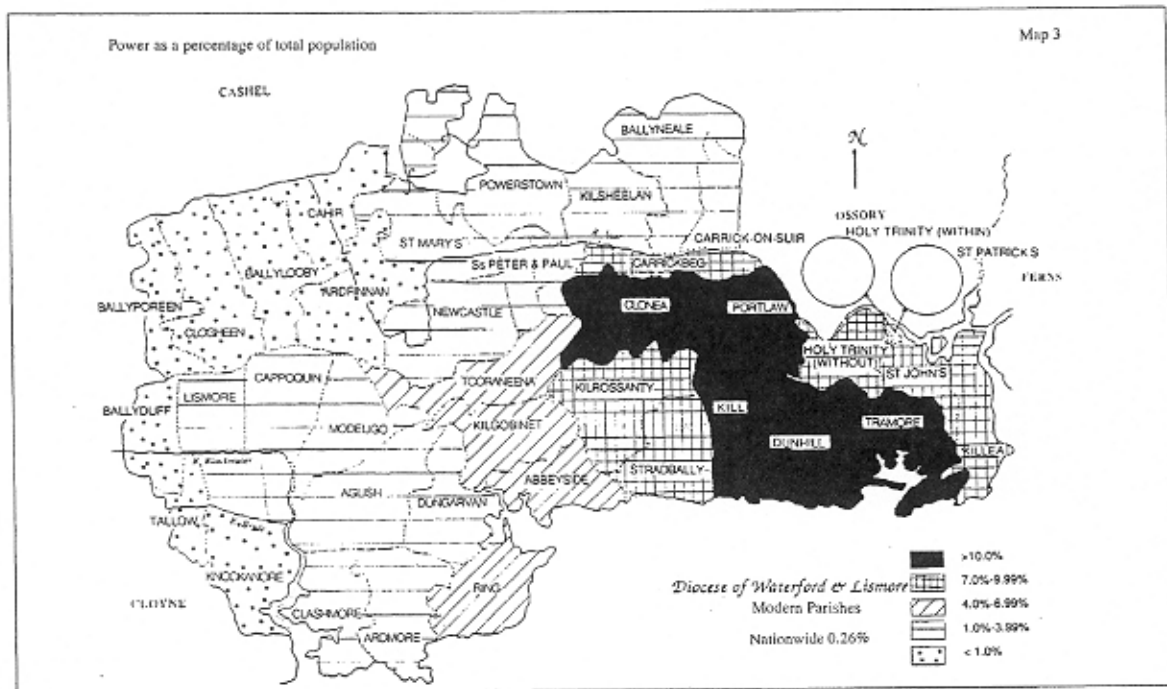 Power as a percentage of total population
Map 3
CASHEL
BALLYNEALE
N
POWERSTOWN
KILSHEELAN
CAHIR
OSSORY
HOLY TRINITY (WITHIN)
ST MARY'S
CARRICK-ON-SUIR
ST PATRICK'S
Ss PETER & PAUL
CARRICKBEG
FERNS
BALLYLOOBY
ARDFINNAN
BALLYPOREEN
CLONEA
PORTLAW
NEWCASTLE
CLOGHEEN
HOLY TRINITY
(WITHOUT)
ST JOHN'S
CAPPOQUIN
TOORANEENA
KILROSSANTY
LISMORE
BALLYDUFF
KILL
TRAMORE
MODELIGO
KILGOBINET
DUNHILL
KILLEAD
STRADBALLY
ABBEYSIDE
AGLISH
DUNGARVAN
TALLOW
KNOCKANORE
RING
CLOYNE
CLASHMORE
ARDMORE
Diocese of Waterford & Lismore
Modern Parishes
Nationwide 0.26%
>10.0%
7.0%-9.99%
4.0%-6.99%
1.0%-3.99%
<1.0%